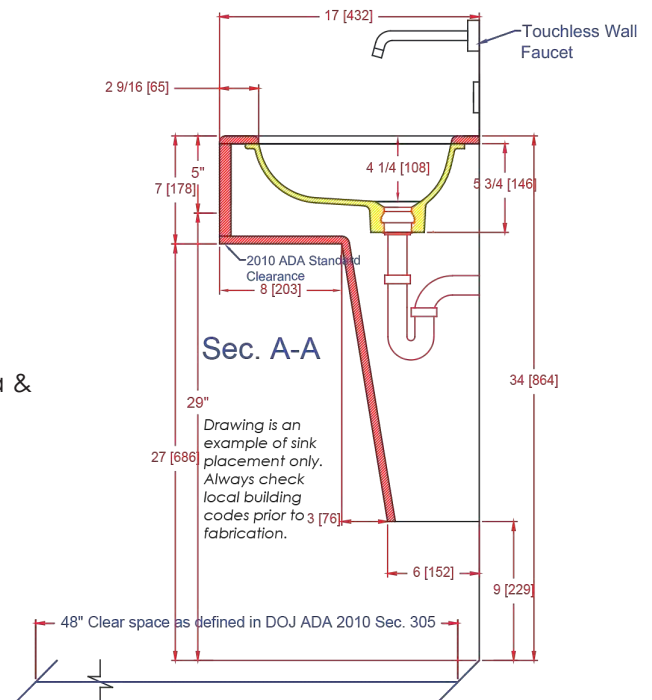 17 [432]
Touchless Wall
Faucet
2 9/16 [65]
5"
4 1/4 [108]
7 [178]
5 3/4 [146]
2010 ADA Standard
Clearance
8 [203]
Sec. A-A
a &
34 [864]
29"
Drawing is an
example of sink
27 [686]
placement only.
Always check
local building
codes prior to
3 [76]
fabrication.
6 [152]
9 [229]
48" Clear space as defined in DOJ ADA 2010 Sec. 305